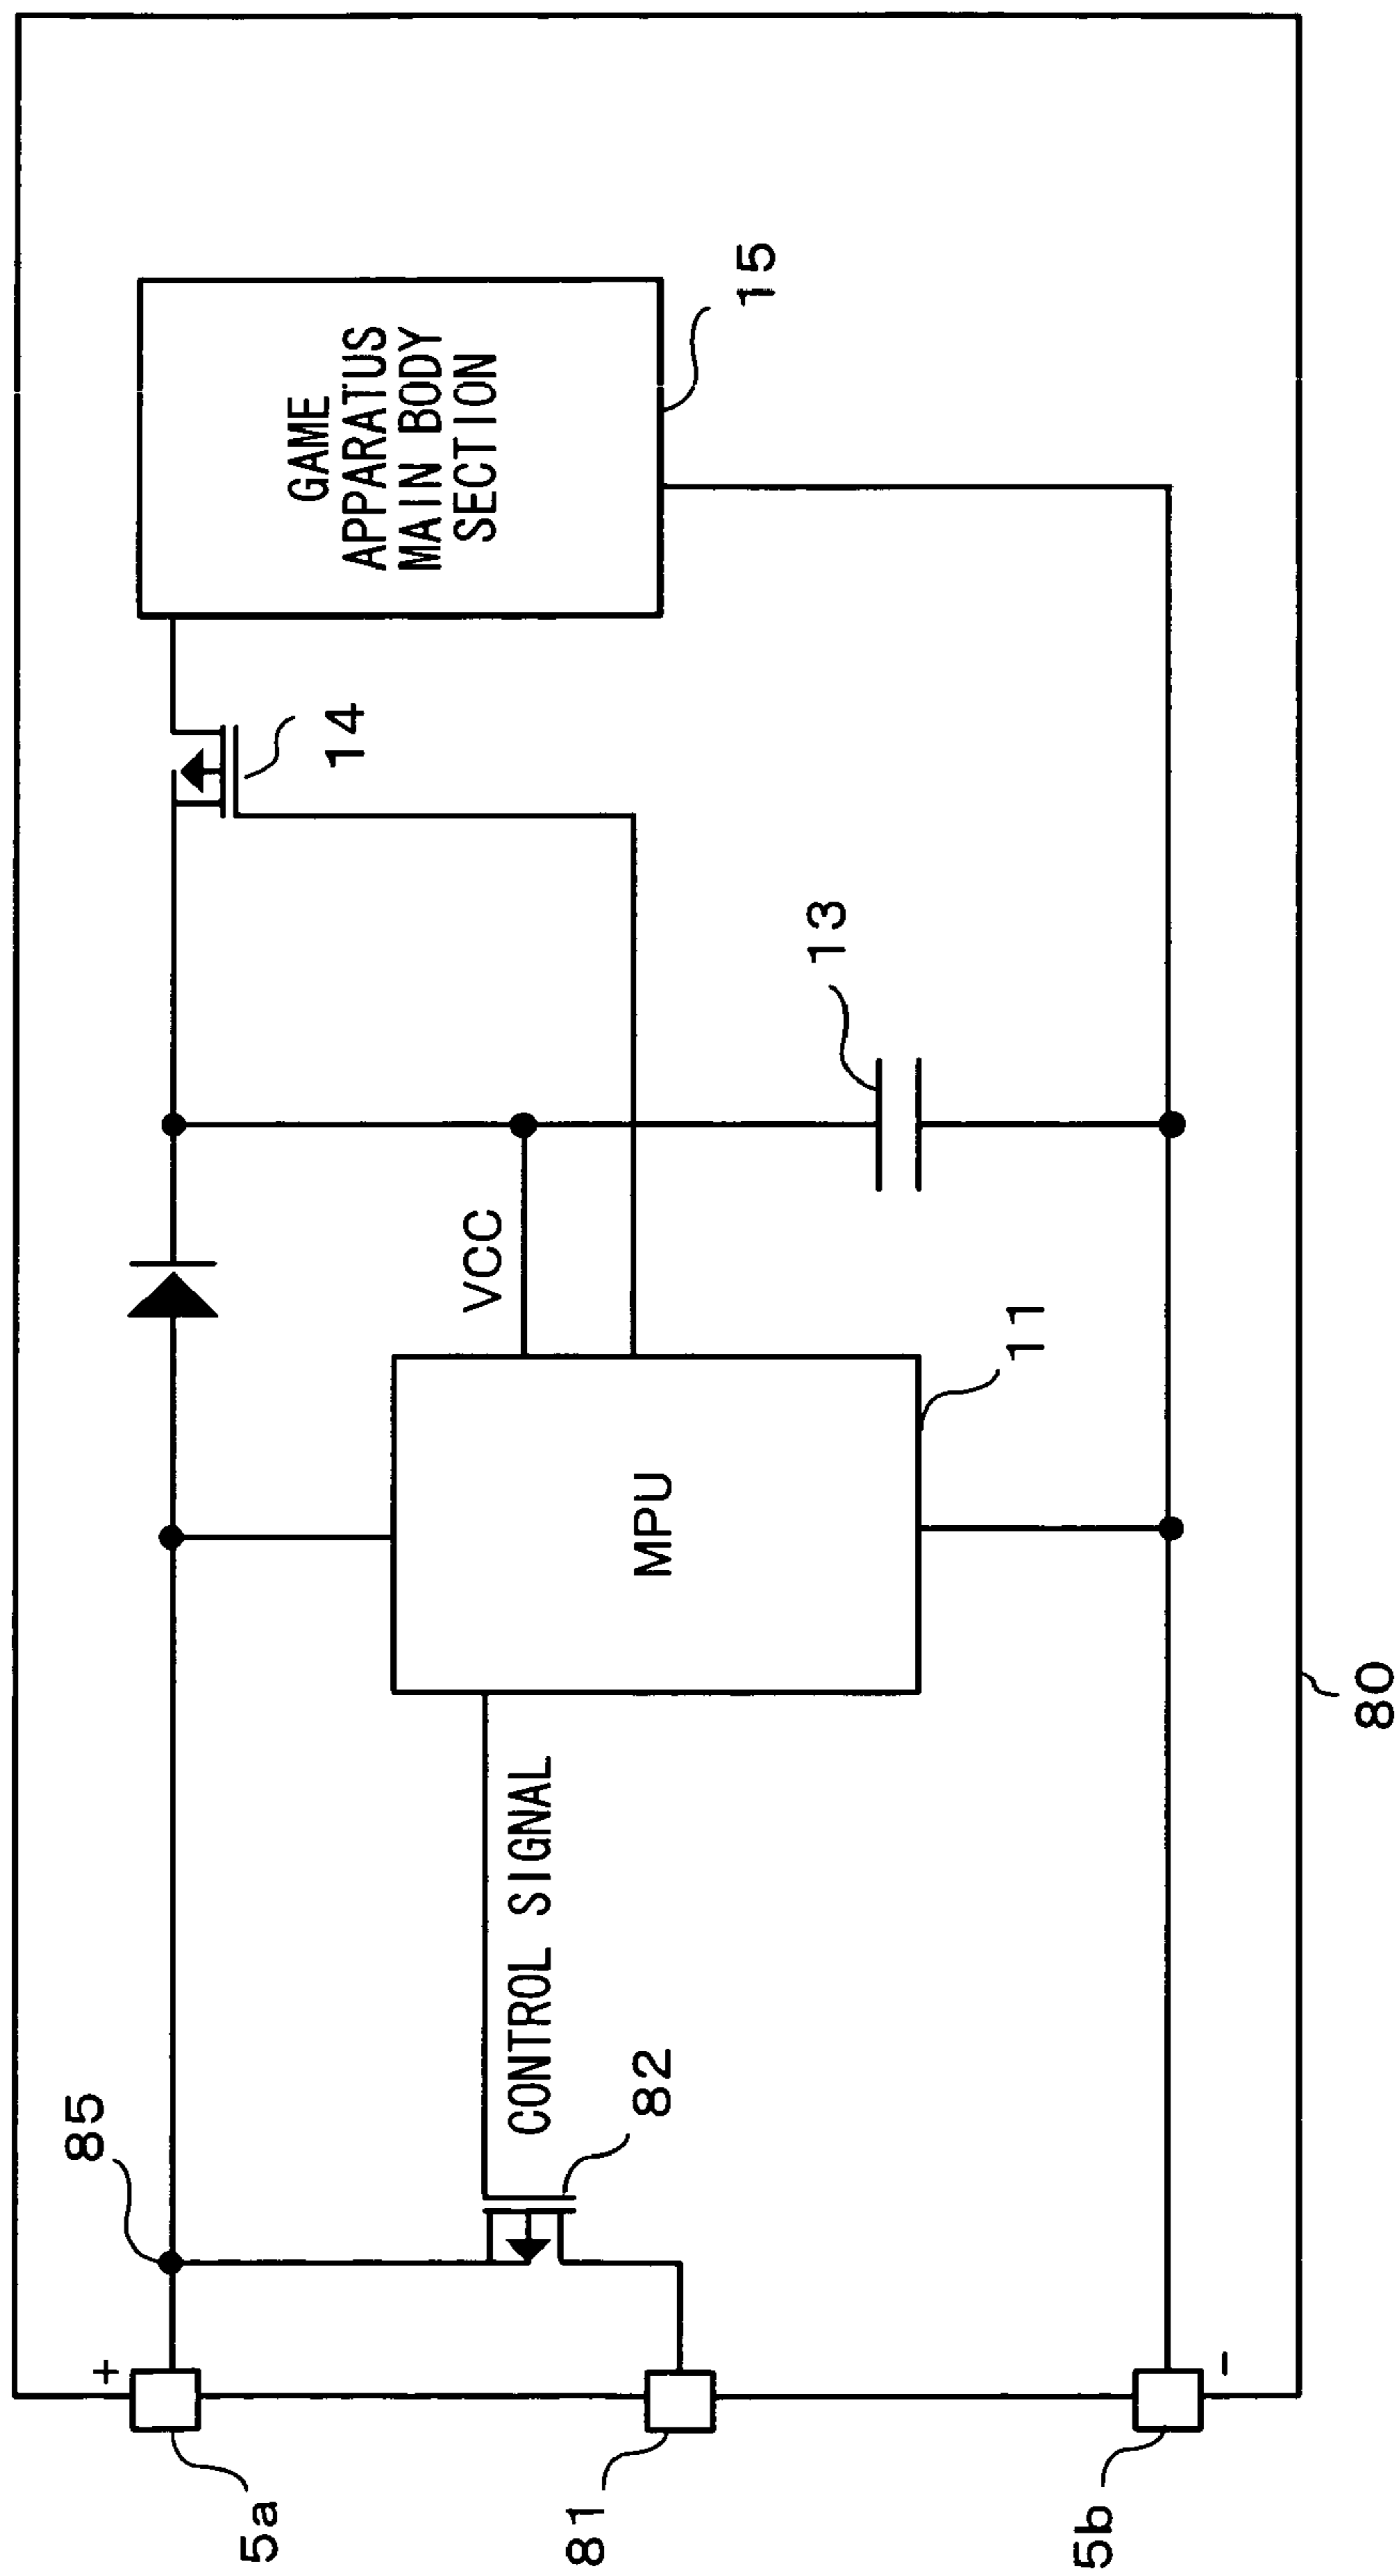 85
+
5a
81
5b
−
82
CONTROL SIGNAL
MPU
11
VCC
13
14
GAME
APPARATUS
MAIN BODY
SECTION
15
80